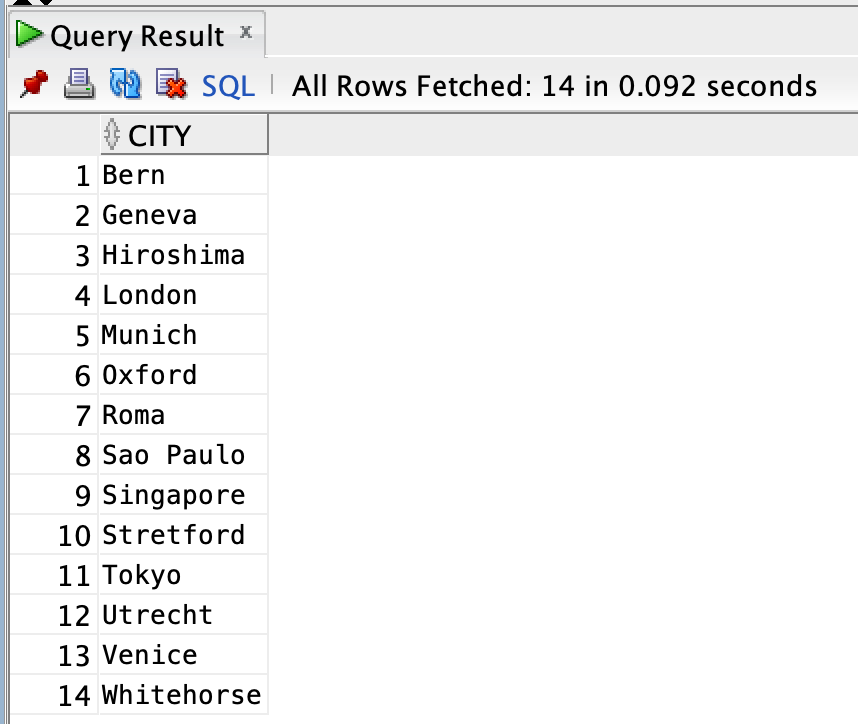 Query Result x
SQL | All Rows Fetched: 14 in 0.092 seconds
CITY
1 Bern
2 Geneva
3 Hiroshima
4 London
5 Munich
6 Oxford
7 Roma
8 Sao Paulo
9 Singapore
10 Stretford
11 Tokyo
12 Utrecht
13 Venice
14 Whitehorse